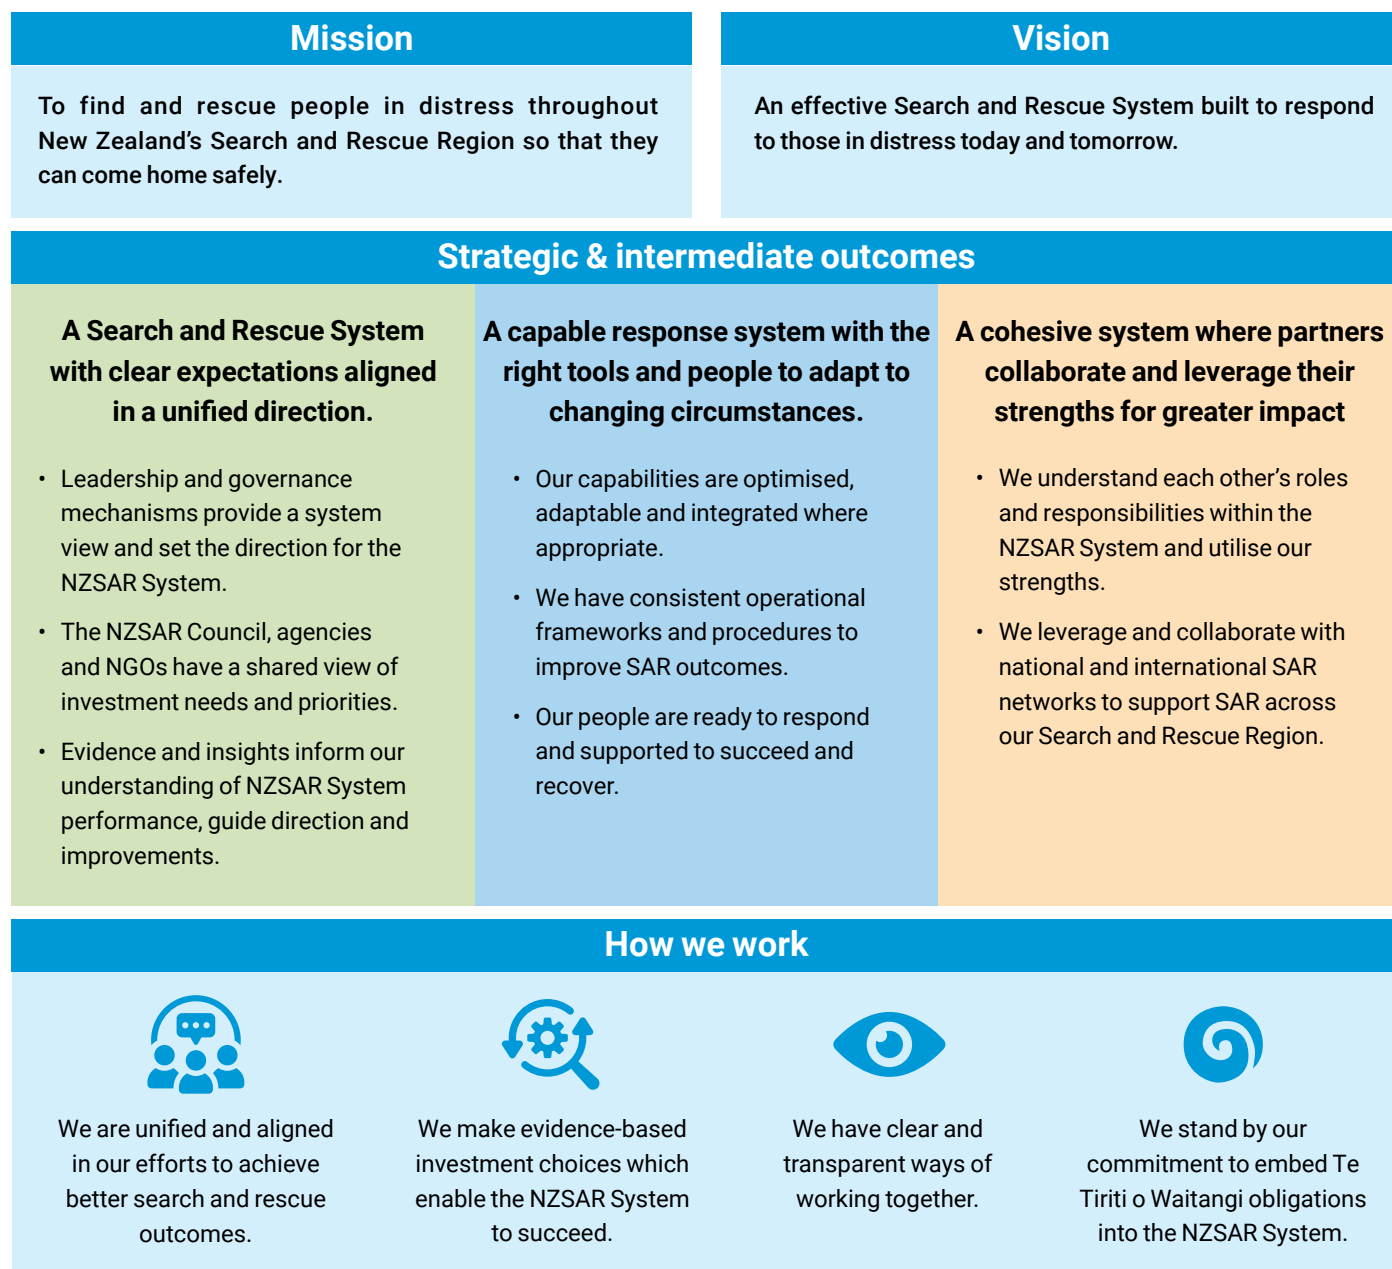 Mission
To find and rescue people in distress throughout
New Zealand’s Search and Rescue Region so that they
can come home safely.
Vision
An effective Search and Rescue System built to respond
to those in distress today and tomorrow.
Strategic & intermediate outcomes
A Search and Rescue System
with clear expectations aligned
in a unified direction.
• Leadership and governance
mechanisms provide a system
view and set the direction for the
NZSAR System.
• The NZSAR Council, agencies
and NGOs have a shared view of
investment needs and priorities.
• Evidence and insights inform our
understanding of NZSAR System
performance, guide direction and
improvements.
A capable response system with the
right tools and people to adapt to
changing circumstances.
• Our capabilities are optimised,
adaptable and integrated where
appropriate.
• We have consistent operational
frameworks and procedures to
improve SAR outcomes.
• Our people are ready to respond
and supported to succeed and
recover.
A cohesive system where partners
collaborate and leverage their
strengths for greater impact
• We understand each other’s roles
and responsibilities within the
NZSAR System and utilise our
strengths.
• We leverage and collaborate with
national and international SAR
networks to support SAR across
our Search and Rescue Region.
How we work
We are unified and aligned
in our efforts to achieve
better search and rescue
outcomes.
We make evidence-based
investment choices which
enable the NZSAR System
to succeed.
We have clear and
transparent ways of
working together.
We stand by our
commitment to embed Te
Tiriti o Waitangi obligations
into the NZSAR System.